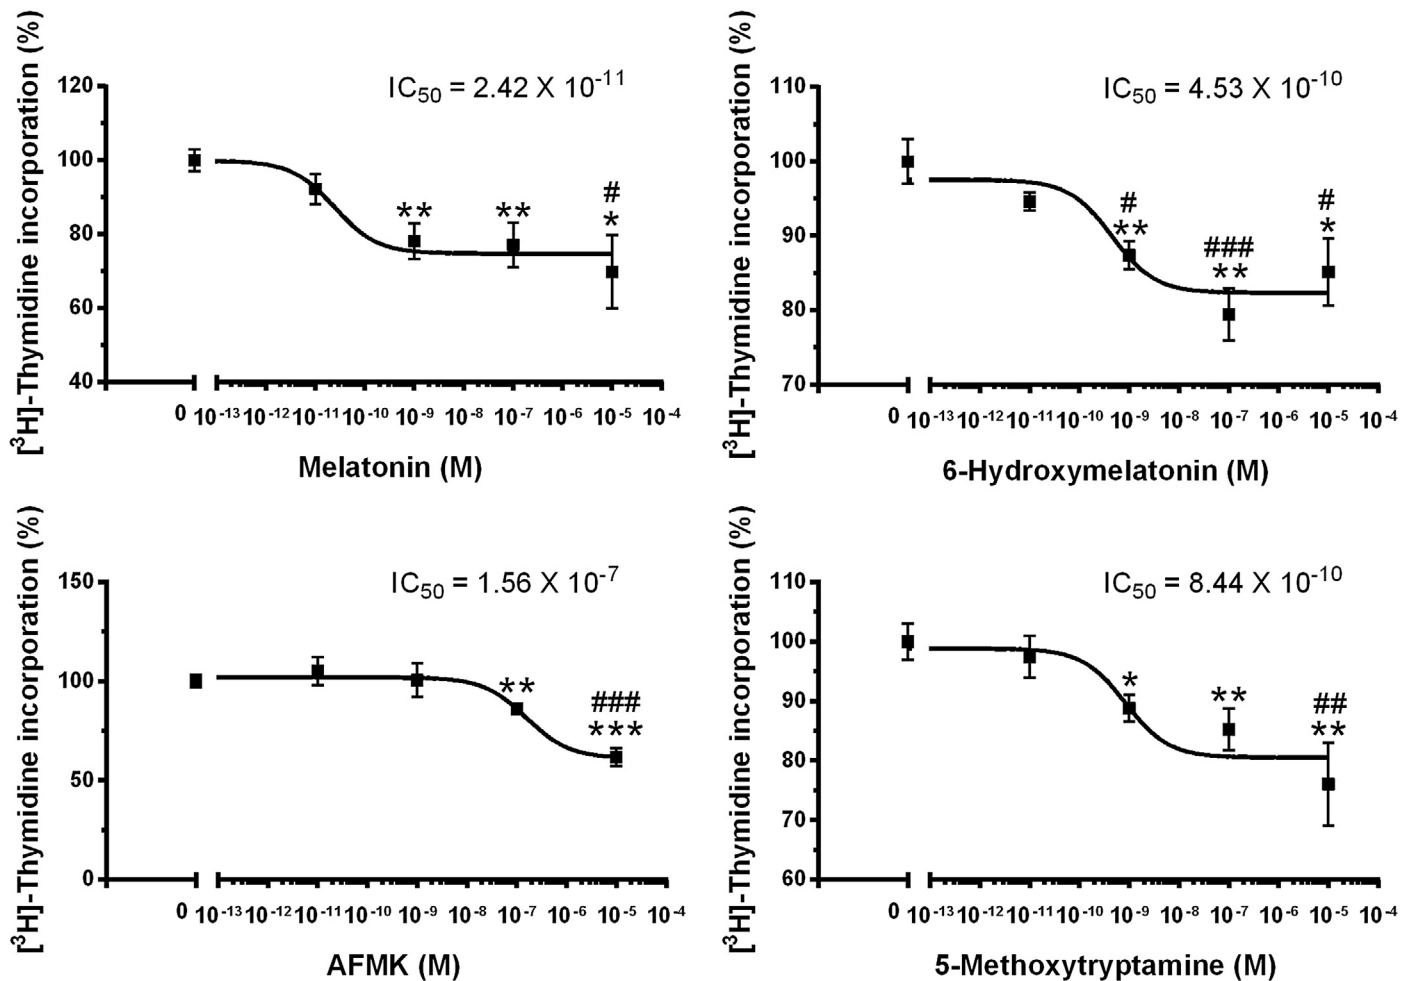 [³H]-Thymidine incorporation (%)
IC₅₀ = 2.42 X 10⁻¹¹
120
100
80
60
40
** ** # *
0 10⁻¹³ 10⁻¹² 10⁻¹¹ 10⁻¹⁰ 10⁻⁹ 10⁻⁸ 10⁻⁷ 10⁻⁶ 10⁻⁵ 10⁻⁴
Melatonin (M)
[³H]-Thymidine incorporation (%)
IC₅₀ = 4.53 X 10⁻¹⁰
110
100
90
80
70
# ** ### ** # *
0 10⁻¹³ 10⁻¹² 10⁻¹¹ 10⁻¹⁰ 10⁻⁹ 10⁻⁸ 10⁻⁷ 10⁻⁶ 10⁻⁵ 10⁻⁴
6-Hydroxymelatonin (M)
[³H]-Thymidine incorporation (%)
IC₅₀ = 1.56 X 10⁻⁷
150
100
50
0
** ### ***
0 10⁻¹³ 10⁻¹² 10⁻¹¹ 10⁻¹⁰ 10⁻⁹ 10⁻⁸ 10⁻⁷ 10⁻⁶ 10⁻⁵ 10⁻⁴
AFMK (M)
[³H]-Thymidine incorporation (%)
IC₅₀ = 8.44 X 10⁻¹⁰
110
100
90
80
70
60
* ** ## **
0 10⁻¹³ 10⁻¹² 10⁻¹¹ 10⁻¹⁰ 10⁻⁹ 10⁻⁸ 10⁻⁷ 10⁻⁶ 10⁻⁵ 10⁻⁴
5-Methoxytryptamine (M)